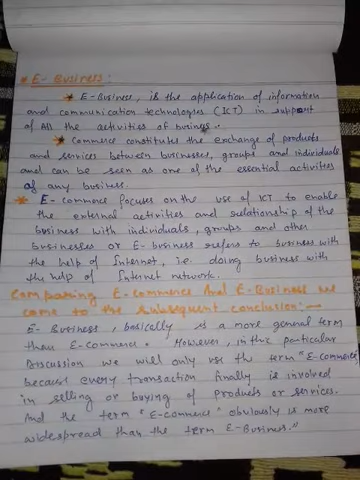 * E-Business:
* E-Business, is the application of information
and communication technologies (ICT) in support
of All the activities of business.
* Commerce constitutes the exchange of products
and services between businesses, groups and individuals
and can be seen as one of the essential activities
of any business.
* E-commerce focuses on the use of ICT to enable
the external activities and relationship of the
business with individuals, groups and other
businesses or E-business refers to business with
the help of Internet, i.e. doing business with
the help of Internet network.
Comparing E-commerce And E-Business we
come to the subsequent conclusion:→
E-Business, basically is a more general term
than E-commerce. However, in this particular
discussion we will only use the term "E-commerce
because every transaction finally is involved
in selling or buying of products or services.
And the term "E-commerce" obviously is more
widespread than the term E-Business."